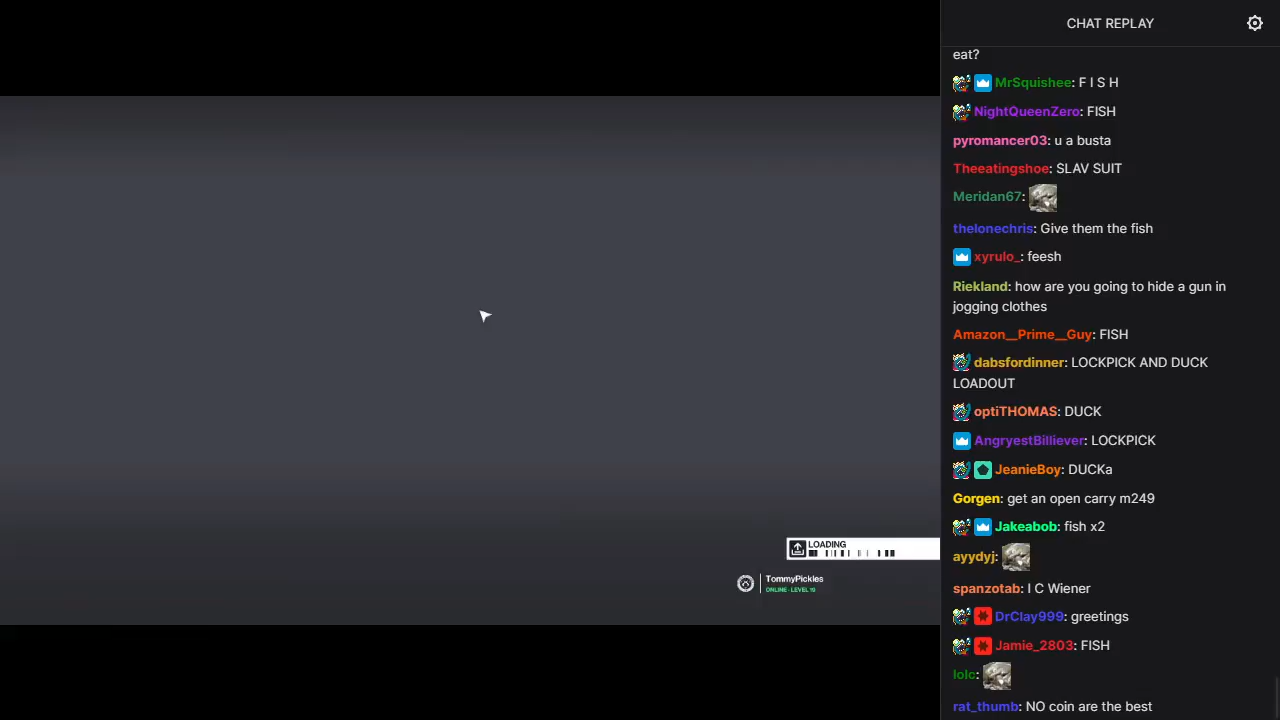 CHAT REPLAY
eat?
MrSquishee: F I S H
NightQueenZero: FISH
pyromancer03: u a busta
Theeatingshoe: SLAV SUIT
Meridan67:
thelonechris: Give them the fish
xyrulo_: feesh
Riekland: how are you going to hide a gun in
jogging clothes
Amazon__Prime__Guy: FISH
dabsfordinner: LOCKPICK AND DUCK
LOADOUT
optiTHOMAS: DUCK
AngryestBilliever: LOCKPICK
JeanieBoy: DUCKa
Gorgen: get an open carry m249
Jakeabob: fish x2
ayydyj:
spanzotab: I C Wiener
DrClay999: greetings
Jamie_2803: FISH
lolc:
rat_thumb: NO coin are the best
LOADING
TommyPickles
ONLINE - LEVEL 19